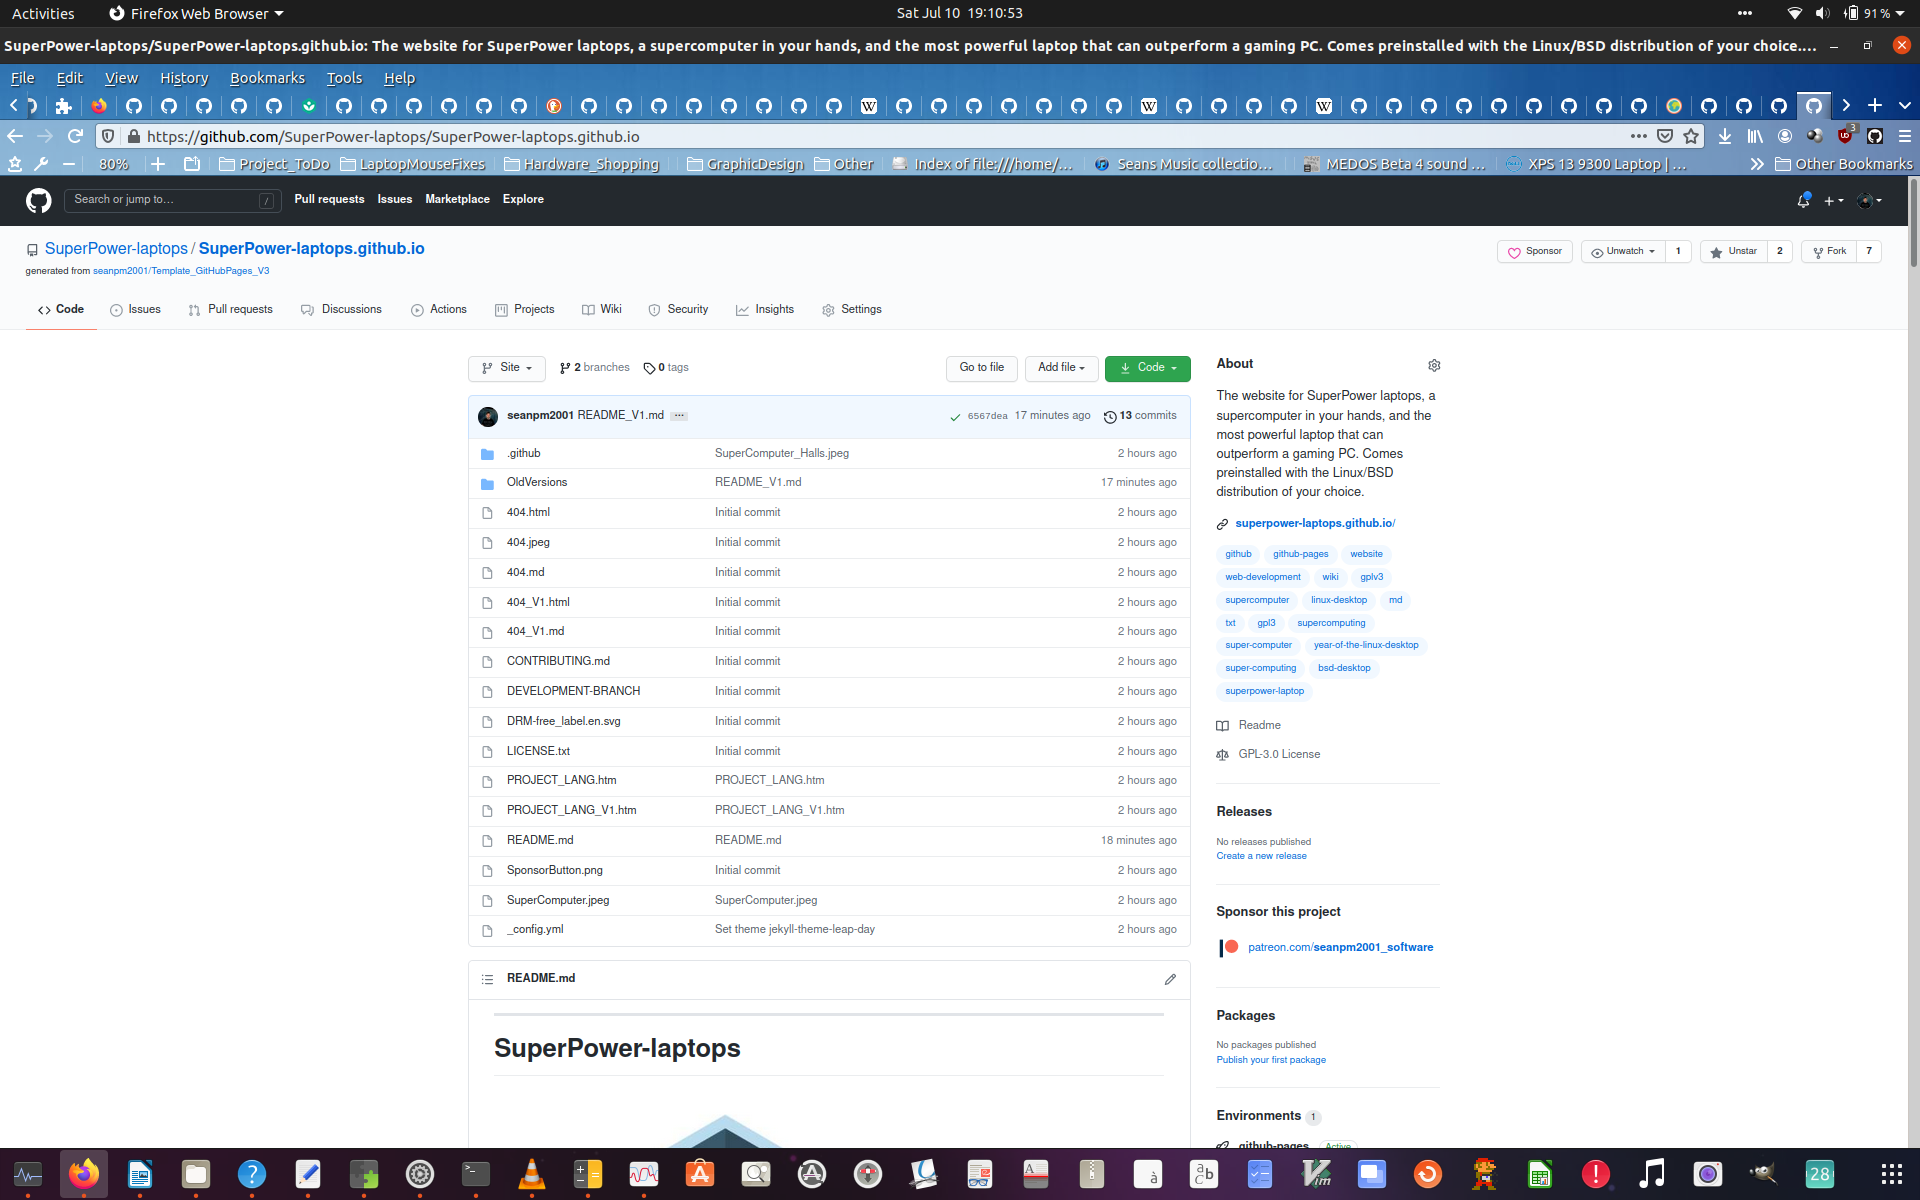 Activities Firefox Web Browser Sat Jul 10 19:10:53 91 %
SuperPower-laptops/SuperPower-laptops.github.io: The website for SuperPower laptops, a supercomputer in your hands, and the most powerful laptop that can outperform a gaming PC. Comes preinstalled with the Linux/BSD distribution of your choice....
File Edit View History Bookmarks Tools Help
https://github.com/SuperPower-laptops/SuperPower-laptops.github.io 3
80% Project_ToDo LaptopMouseFixes Hardware_Shopping GraphicDesign Other Index of file:///home/... Seans Music collectio... MEDOS Beta 4 sound ... XPS 13 9300 Laptop | ... Other Bookmarks
Search or jump to... / Pull requests Issues Marketplace Explore
SuperPower-laptops / SuperPower-laptops.github.io Sponsor Unwatch 1 Unstar 2 Fork 7
generated from seanpm2001/Template_GitHubPages_V3
Code Issues Pull requests Discussions Actions Projects Wiki Security Insights Settings
Site 2 branches 0 tags Go to file Add file Code
seanpm2001 README_V1.md ... 6567dea 17 minutes ago 13 commits
.github SuperComputer_Halls.jpeg 2 hours ago
OldVersions README_V1.md 17 minutes ago
404.html Initial commit 2 hours ago
404.jpeg Initial commit 2 hours ago
404.md Initial commit 2 hours ago
404_V1.html Initial commit 2 hours ago
404_V1.md Initial commit 2 hours ago
CONTRIBUTING.md Initial commit 2 hours ago
DEVELOPMENT-BRANCH Initial commit 2 hours ago
DRM-free_label.en.svg Initial commit 2 hours ago
LICENSE.txt Initial commit 2 hours ago
PROJECT_LANG.htm PROJECT_LANG.htm 2 hours ago
PROJECT_LANG_V1.htm PROJECT_LANG_V1.htm 2 hours ago
README.md README.md 18 minutes ago
SponsorButton.png Initial commit 2 hours ago
SuperComputer.jpeg SuperComputer.jpeg 2 hours ago
_config.yml Set theme jekyll-theme-leap-day 2 hours ago
README.md
SuperPower-laptops
About
The website for SuperPower laptops, a
supercomputer in your hands, and the
most powerful laptop that can
outperform a gaming PC. Comes
preinstalled with the Linux/BSD
distribution of your choice.
superpower-laptops.github.io/
github github-pages website
web-development wiki gplv3
supercomputer linux-desktop md
txt gpl3 supercomputing
super-computer year-of-the-linux-desktop
super-computing bsd-desktop
superpower-laptop
Readme
GPL-3.0 License
Releases
No releases published
Create a new release
Sponsor this project
patreon.com/seanpm2001_software
Packages
No packages published
Publish your first package
Environments 1
github-pages Active
28